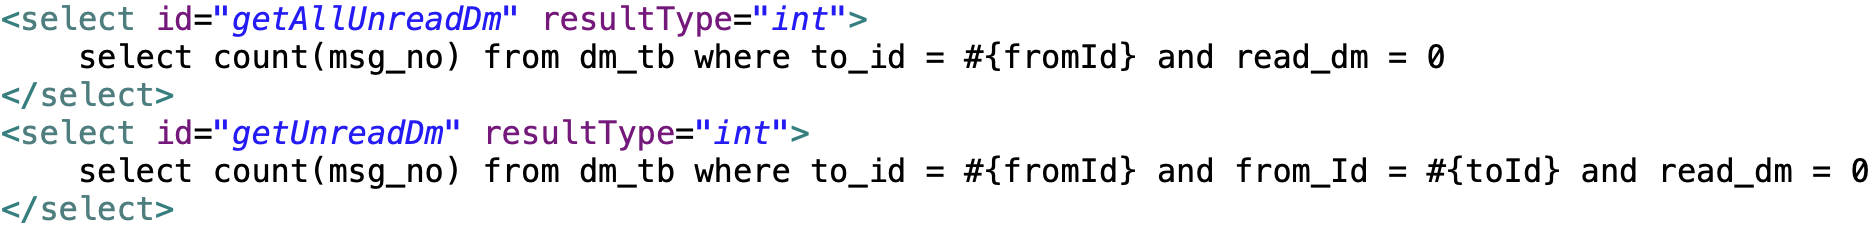 <select id="getAllUnreadDm" resultType="int">
    select count(msg_no) from dm_tb where to_id = #{fromId} and read_dm = 0
</select>
<select id="getUnreadDm" resultType="int">
    select count(msg_no) from dm_tb where to_id = #{fromId} and from_Id = #{toId} and read_dm = 0
</select>